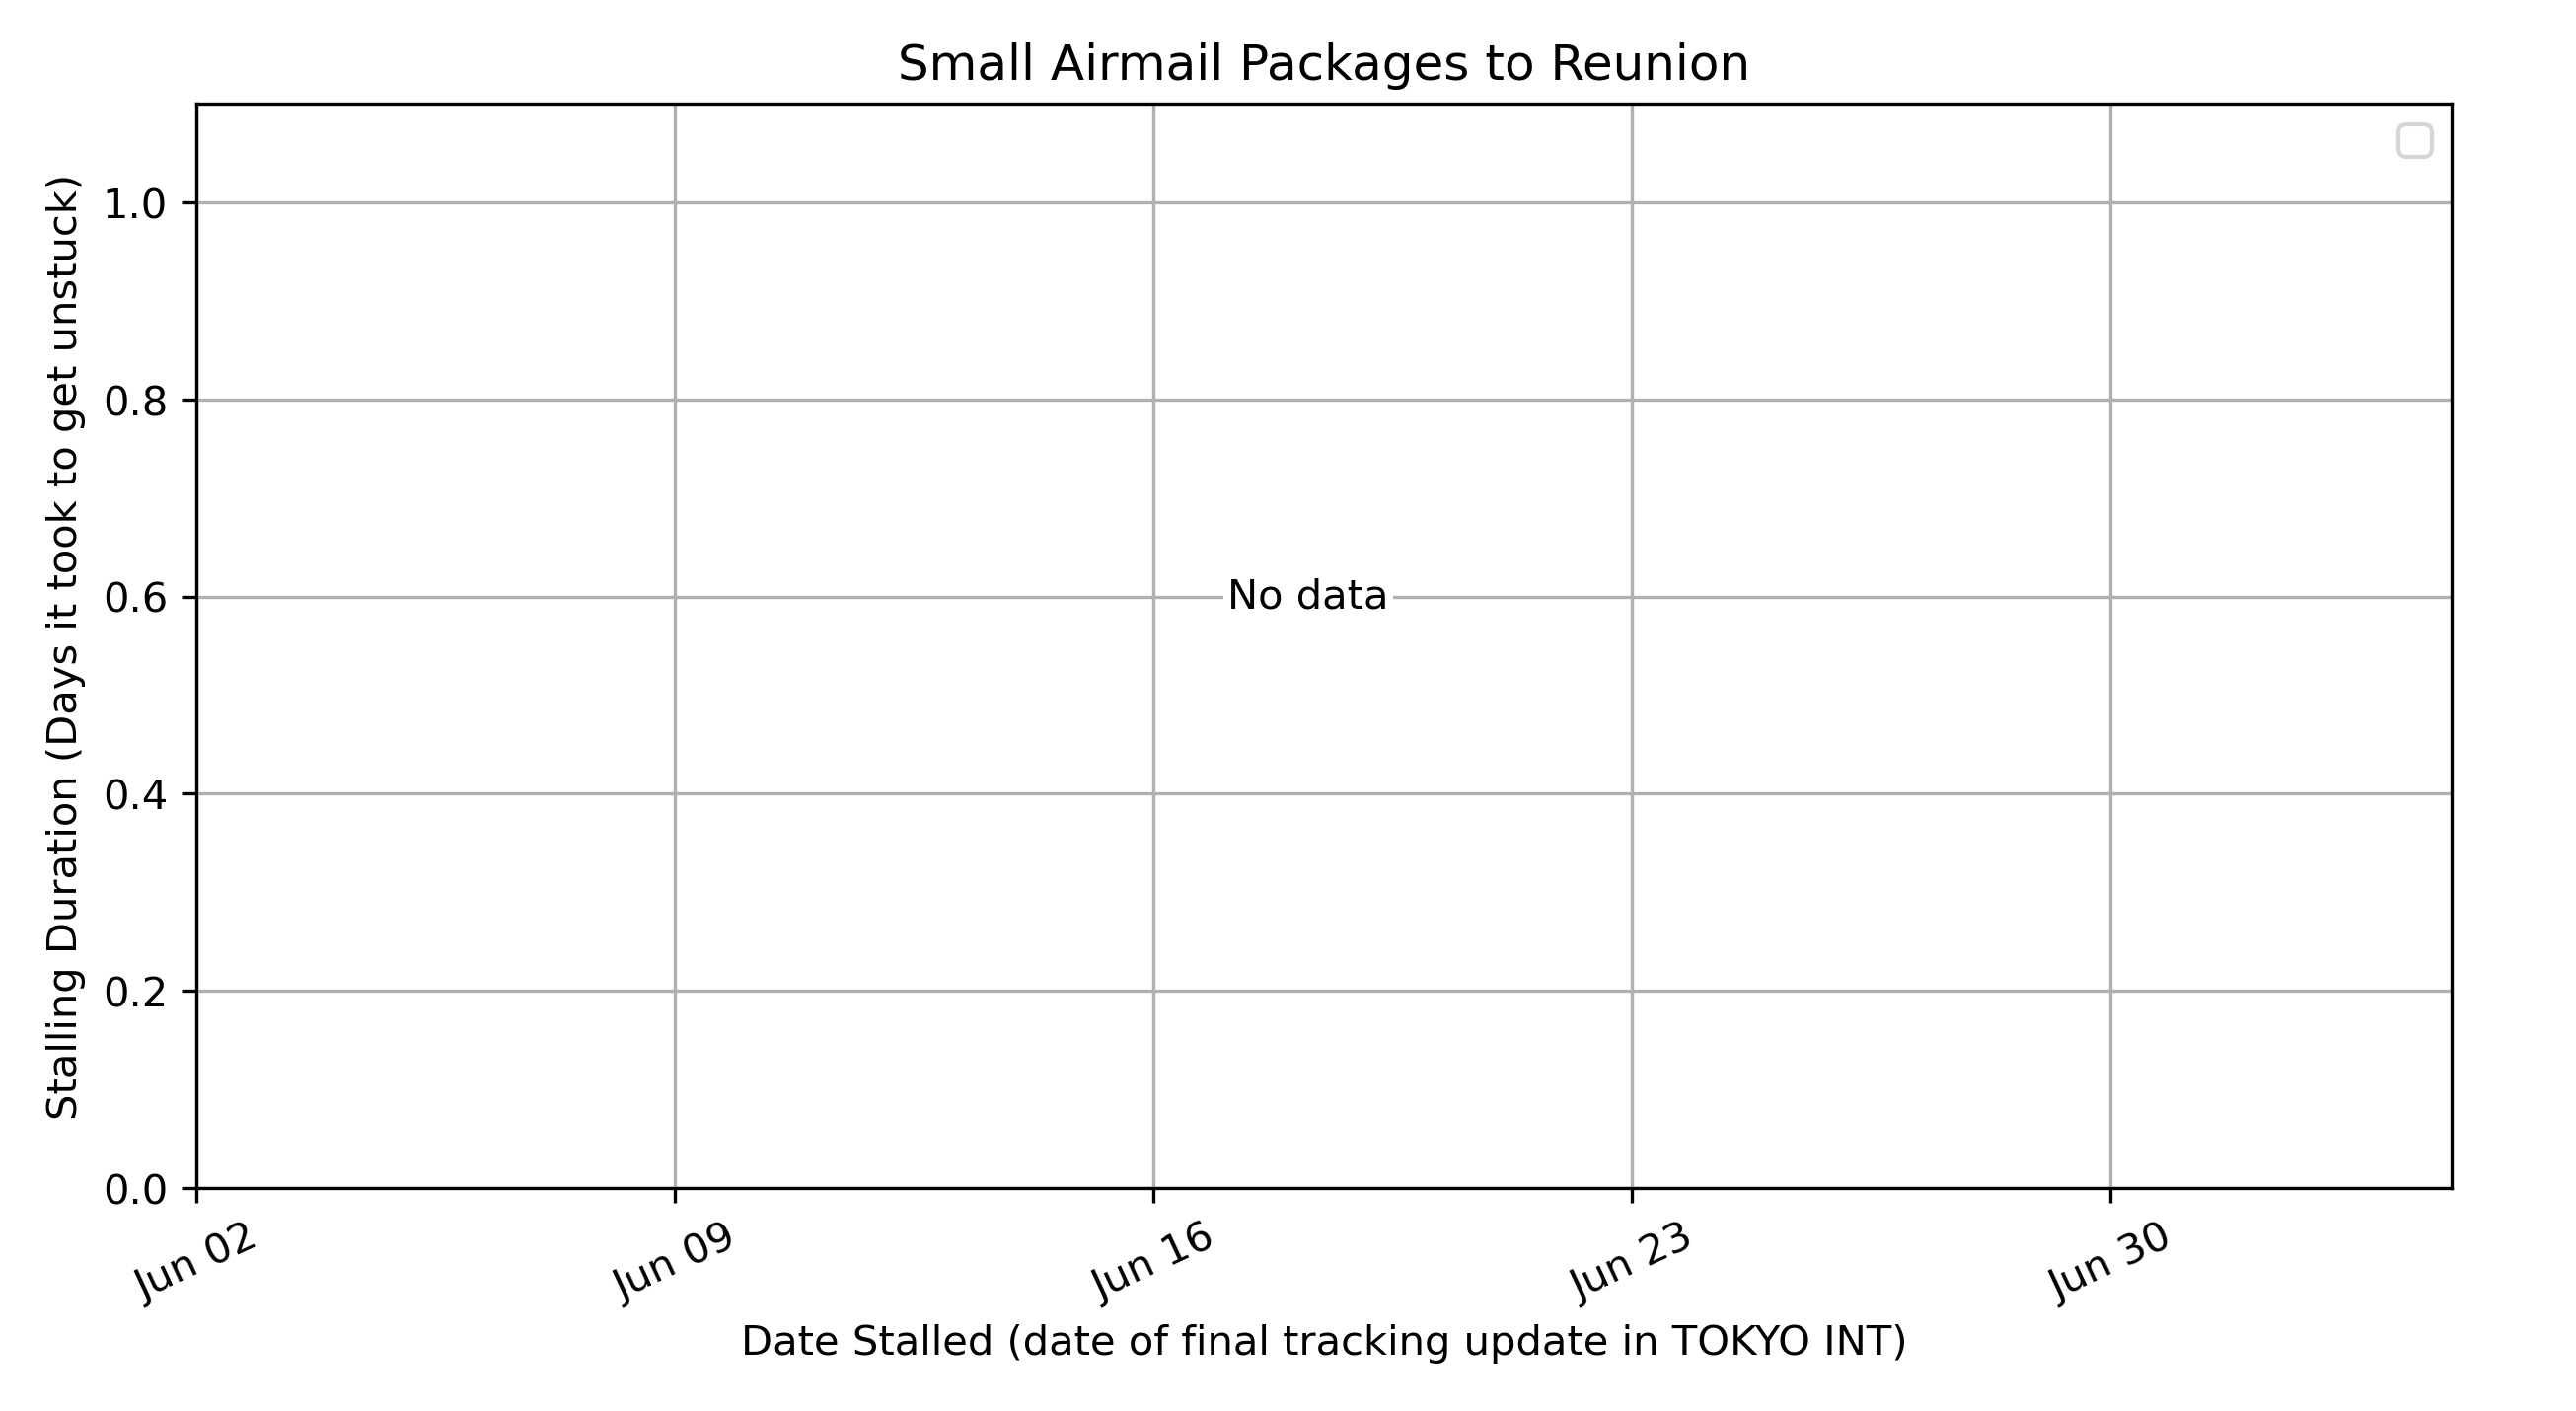 Small Airmail Packages to Reunion
Stalling Duration (Days it took to get unstuck)
1.0
0.8
0.6
0.4
0.2
0.0
No data
Jun 02
Jun 09
Jun 16
Jun 23
Jun 30
Date Stalled (date of final tracking update in TOKYO INT)